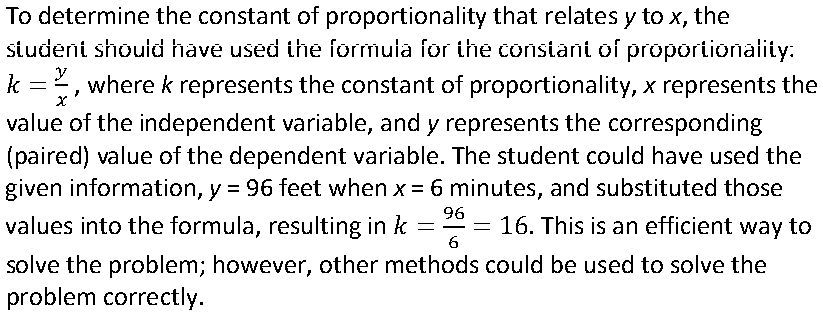 To determine the constant of proportionality that relates y to x, the
student should have used the formula for the constant of proportionality:
k = y/x, where k represents the constant of proportionality, x represents the
value of the independent variable, and y represents the corresponding
(paired) value of the dependent variable. The student could have used the
given information, y = 96 feet when x = 6 minutes, and substituted those
values into the formula, resulting in k = 96/6 = 16. This is an efficient way to
solve the problem; however, other methods could be used to solve the
problem correctly.